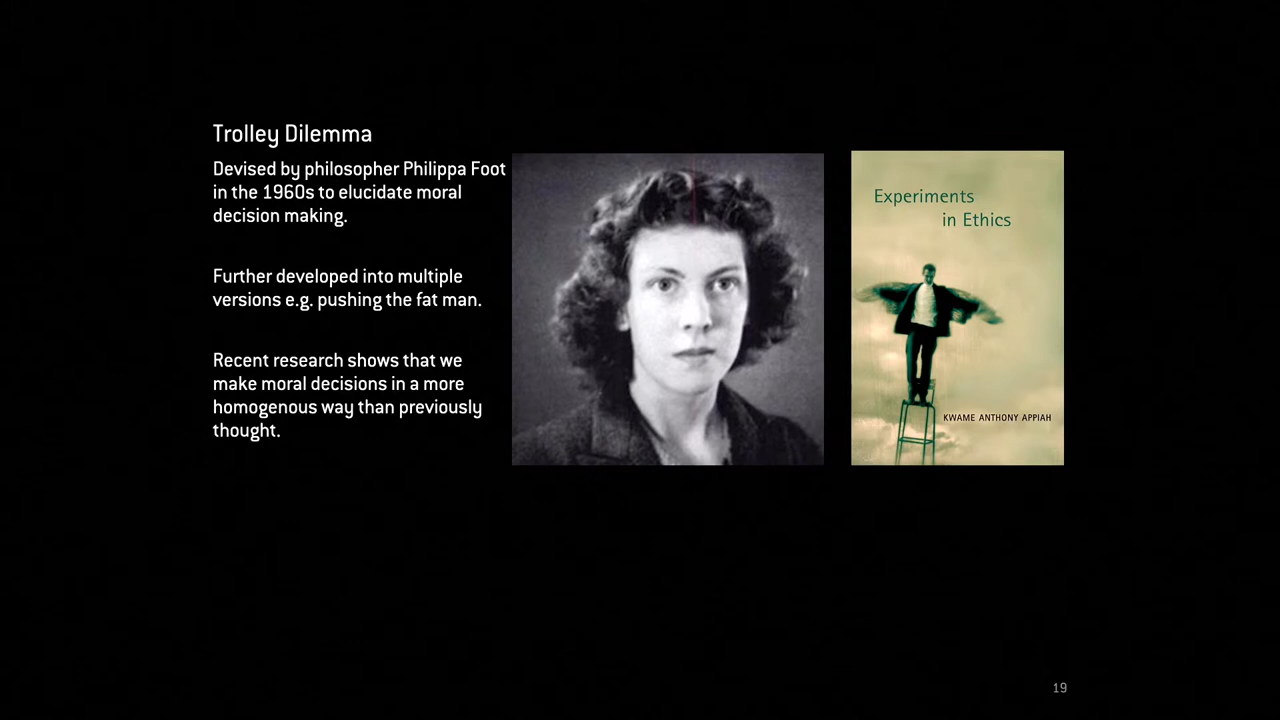 Trolley Dilemma
Devised by philosopher Philippa Foot
in the 1960s to elucidate moral
decision making.
Further developed into multiple
versions e.g. pushing the fat man.
Recent research shows that we
make moral decisions in a more
homogenous way than previously
thought.
Experiments
in Ethics
KWAME ANTHONY APPIAH
19